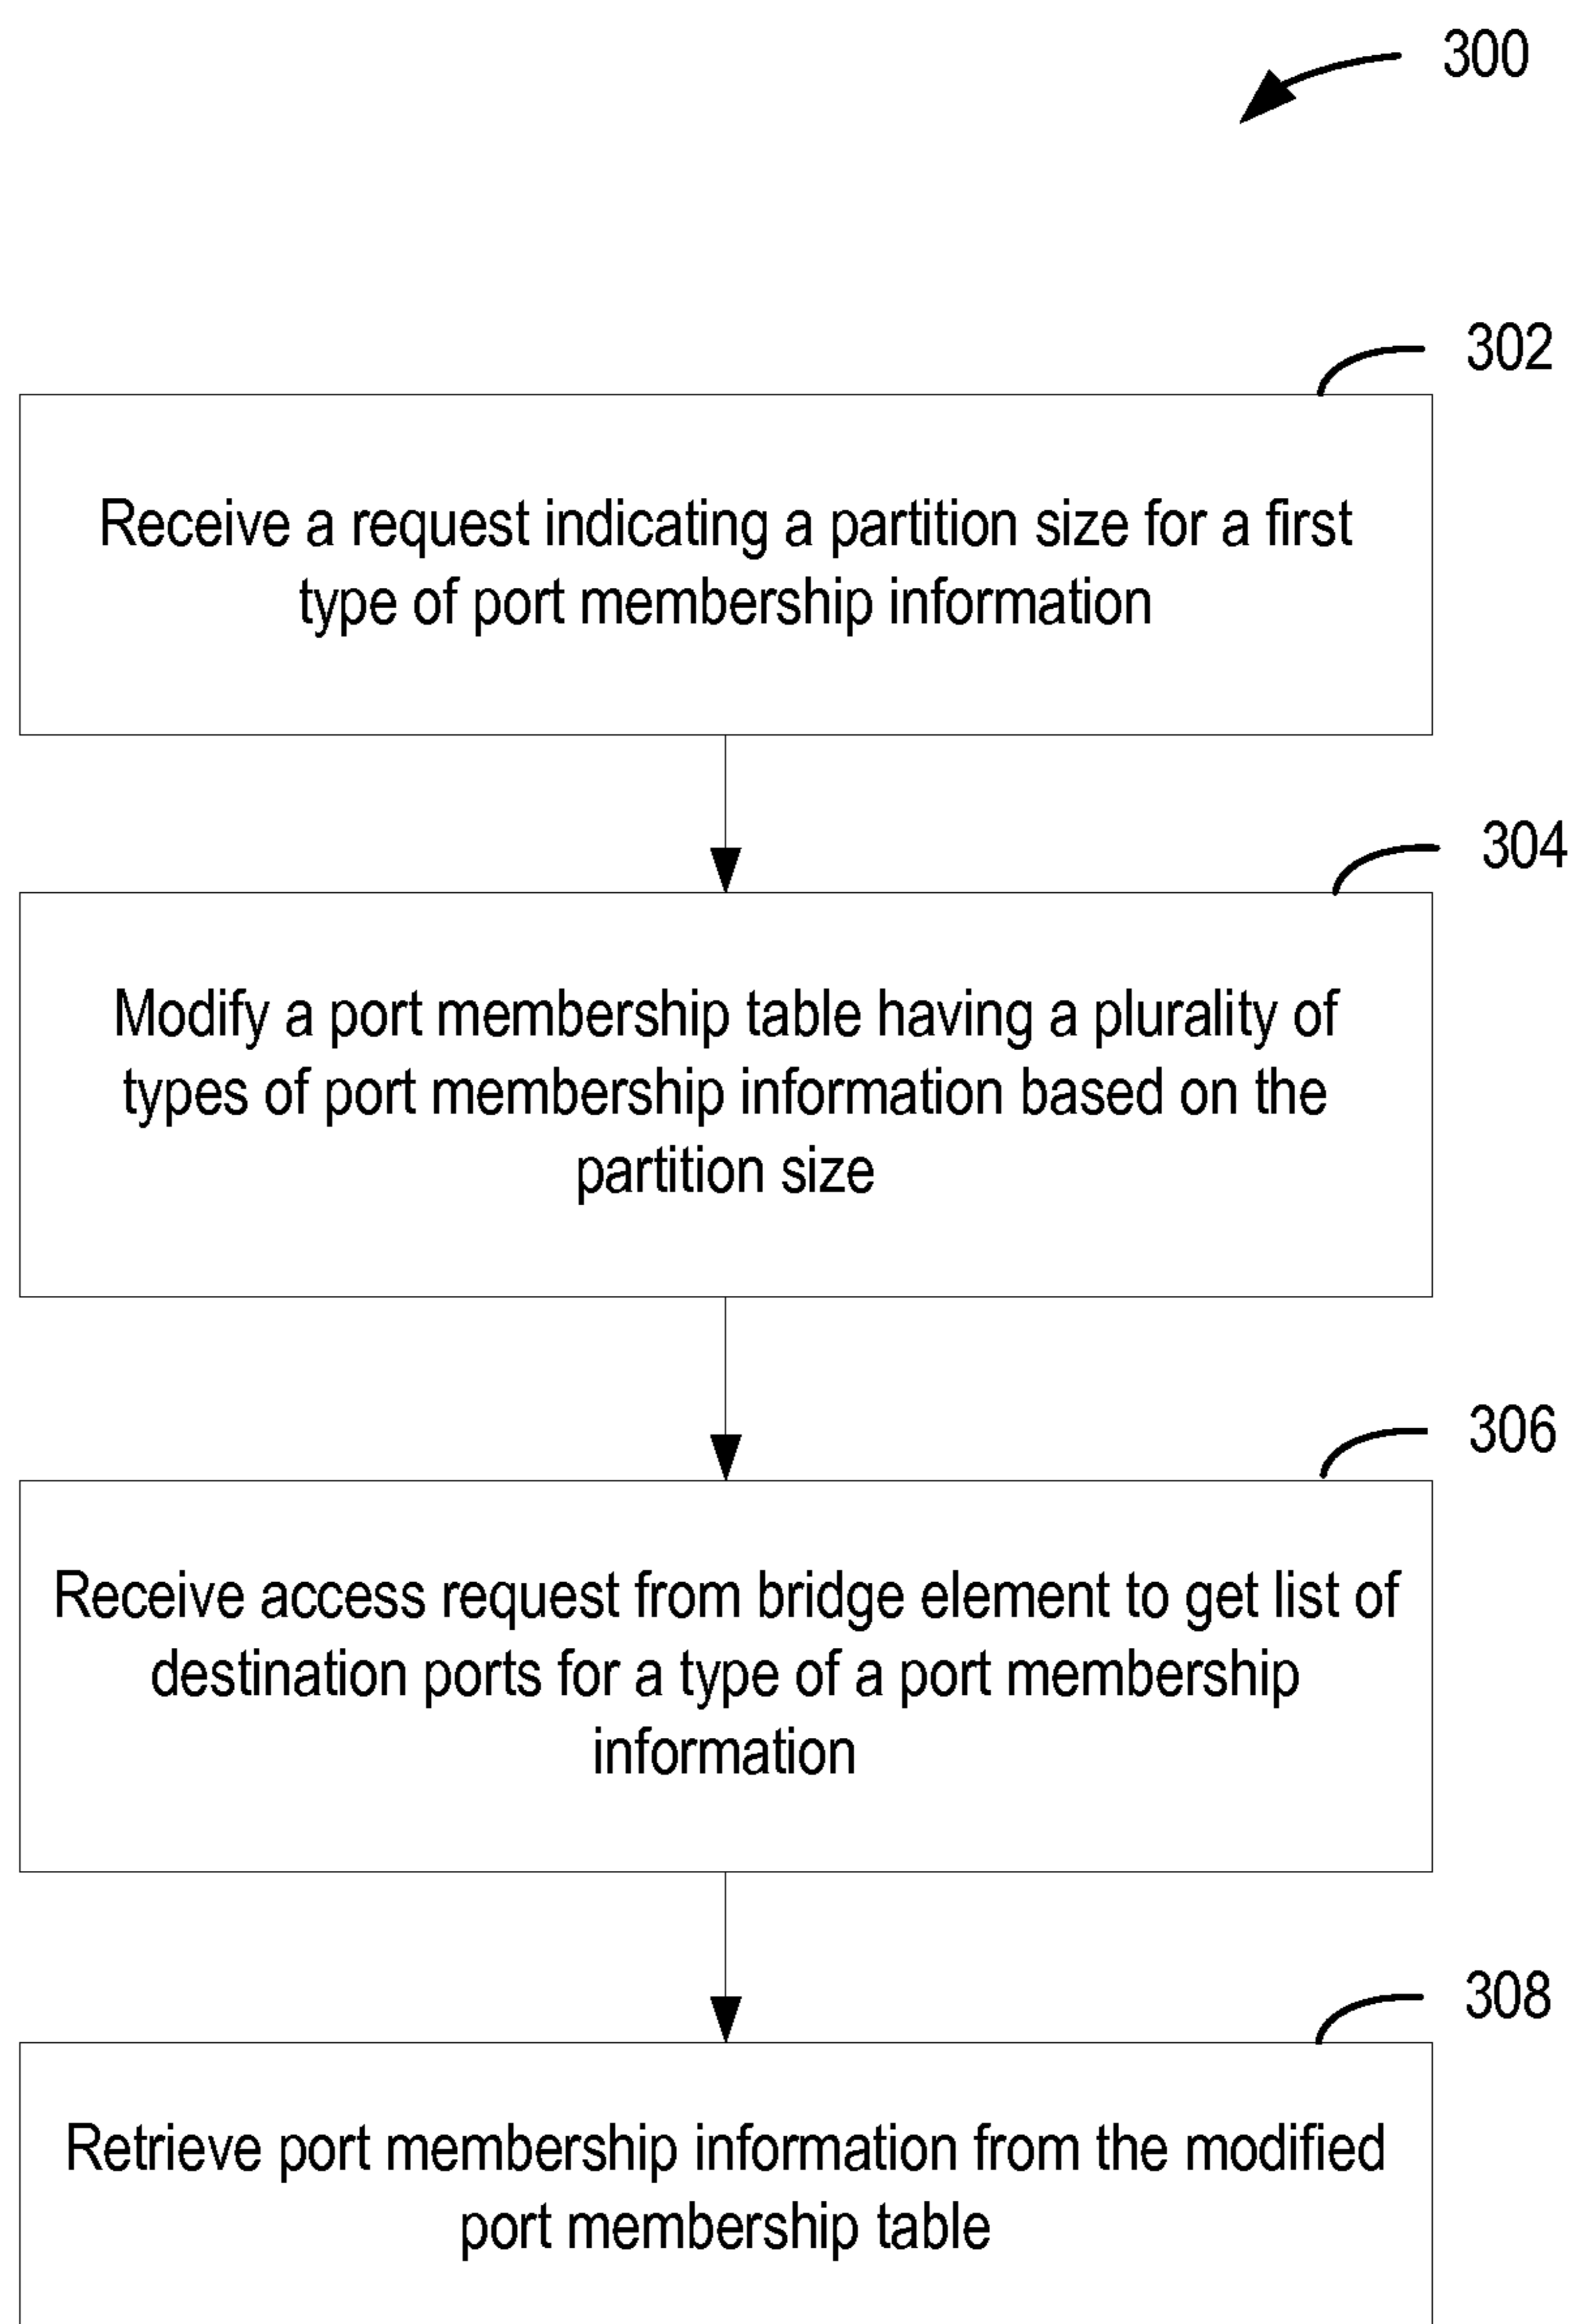 300
302
Receive a request indicating a partition size for a first
type of port membership information
304
Modify a port membership table having a plurality of
types of port membership information based on the
partition size
306
Receive access request from bridge element to get list of
destination ports for a type of a port membership
information
308
Retrieve port membership information from the modified
port membership table